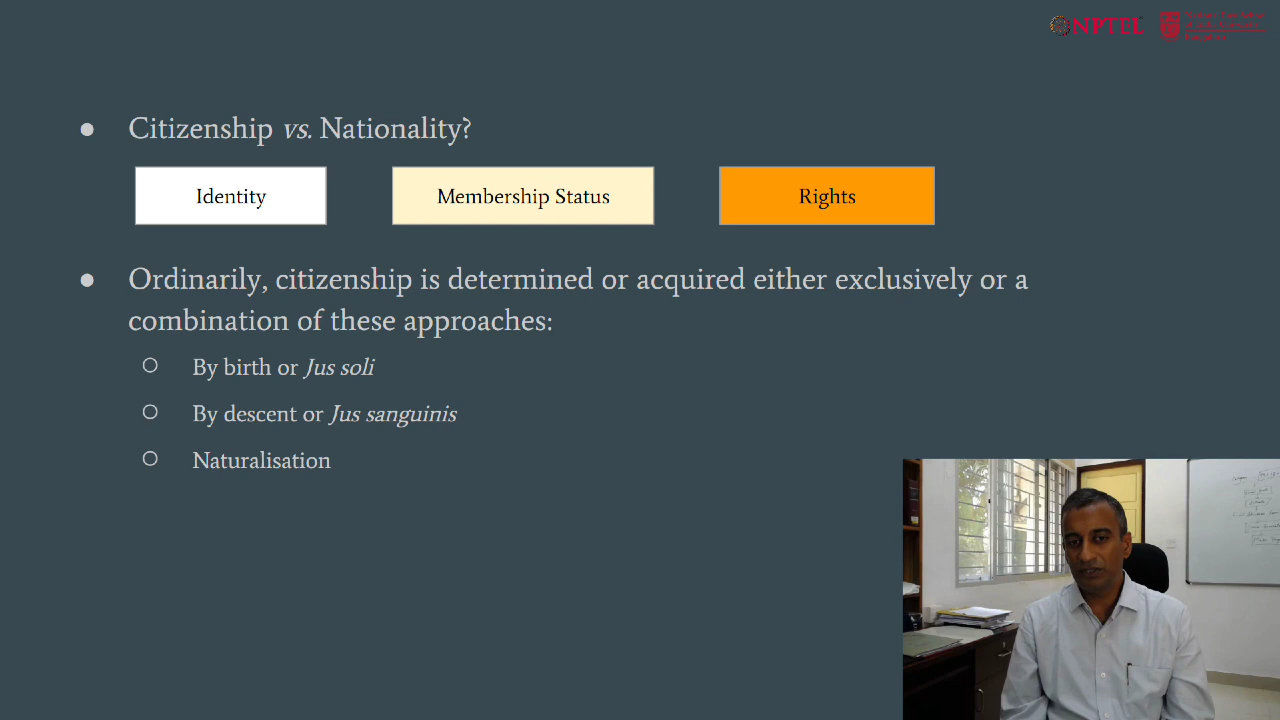 NPTEL
Citizenship vs. Nationality?
Identity
Membership Status
Rights
Ordinarily, citizenship is determined or acquired either exclusively or a
combination of these approaches:
By birth or Jus soli
By descent or Jus sanguinis
Naturalisation